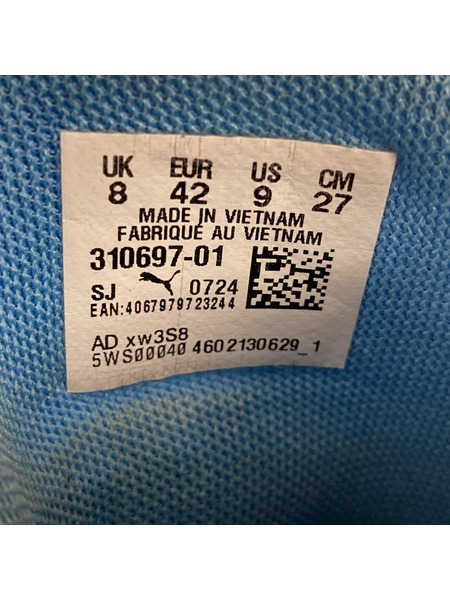 UK EUR US CM
8 42 9 27
MADE IN VIETNAM
FABRIQUÉ AU VIETNAM
310697-01
SJ 0724
EAN:4067979723244
AD xw3S8
5WS00040 4602130629_1